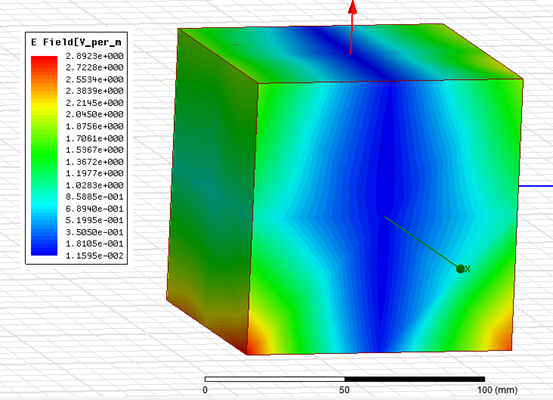 E Field[V_per_m
2.8923e+000
2.7228e+000
2.5534e+000
2.3839e+000
2.2145e+000
2.0450e+000
1.8756e+000
1.7061e+000
1.5367e+000
1.3672e+000
1.1977e+000
1.0283e+000
8.5885e-001
6.8940e-001
5.1995e-001
3.5050e-001
1.8105e-001
1.1595e-002
X
0 50 100 (mm)